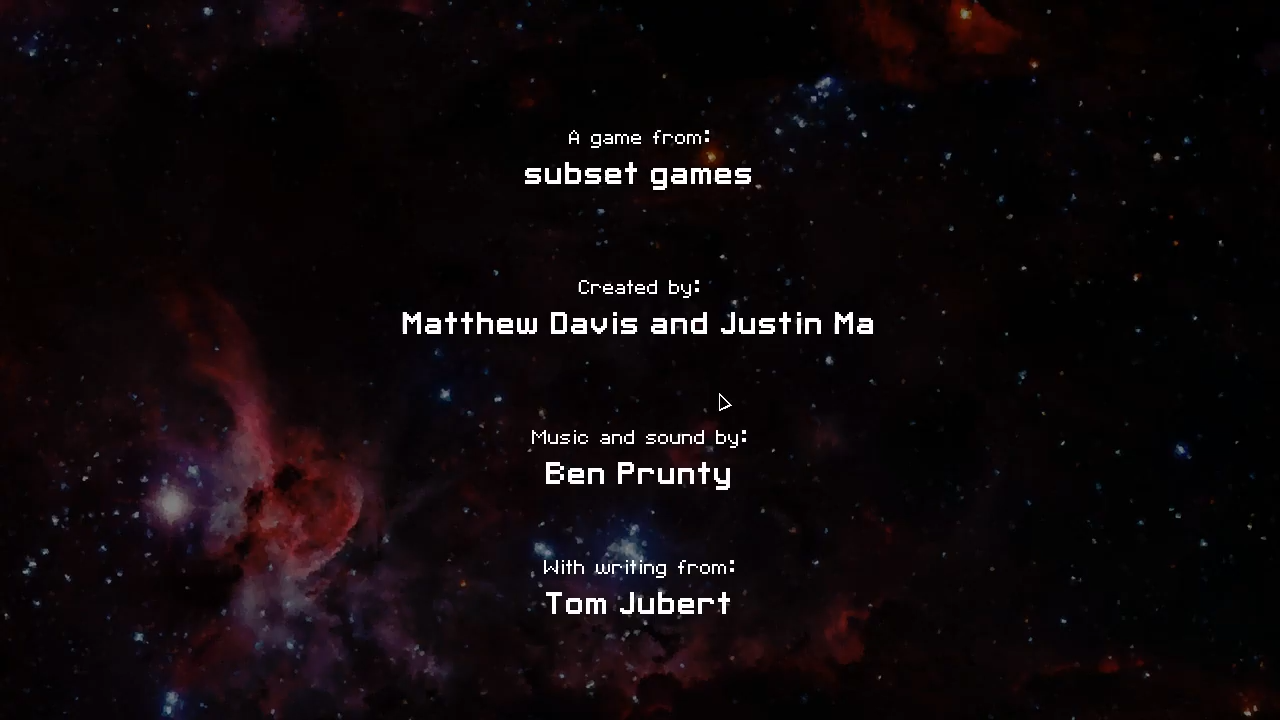 A game from:
subset games
Created by:
Matthew Davis and Justin Ma
Music and sound by:
Ben Prunty
With writing from:
Tom Jubert